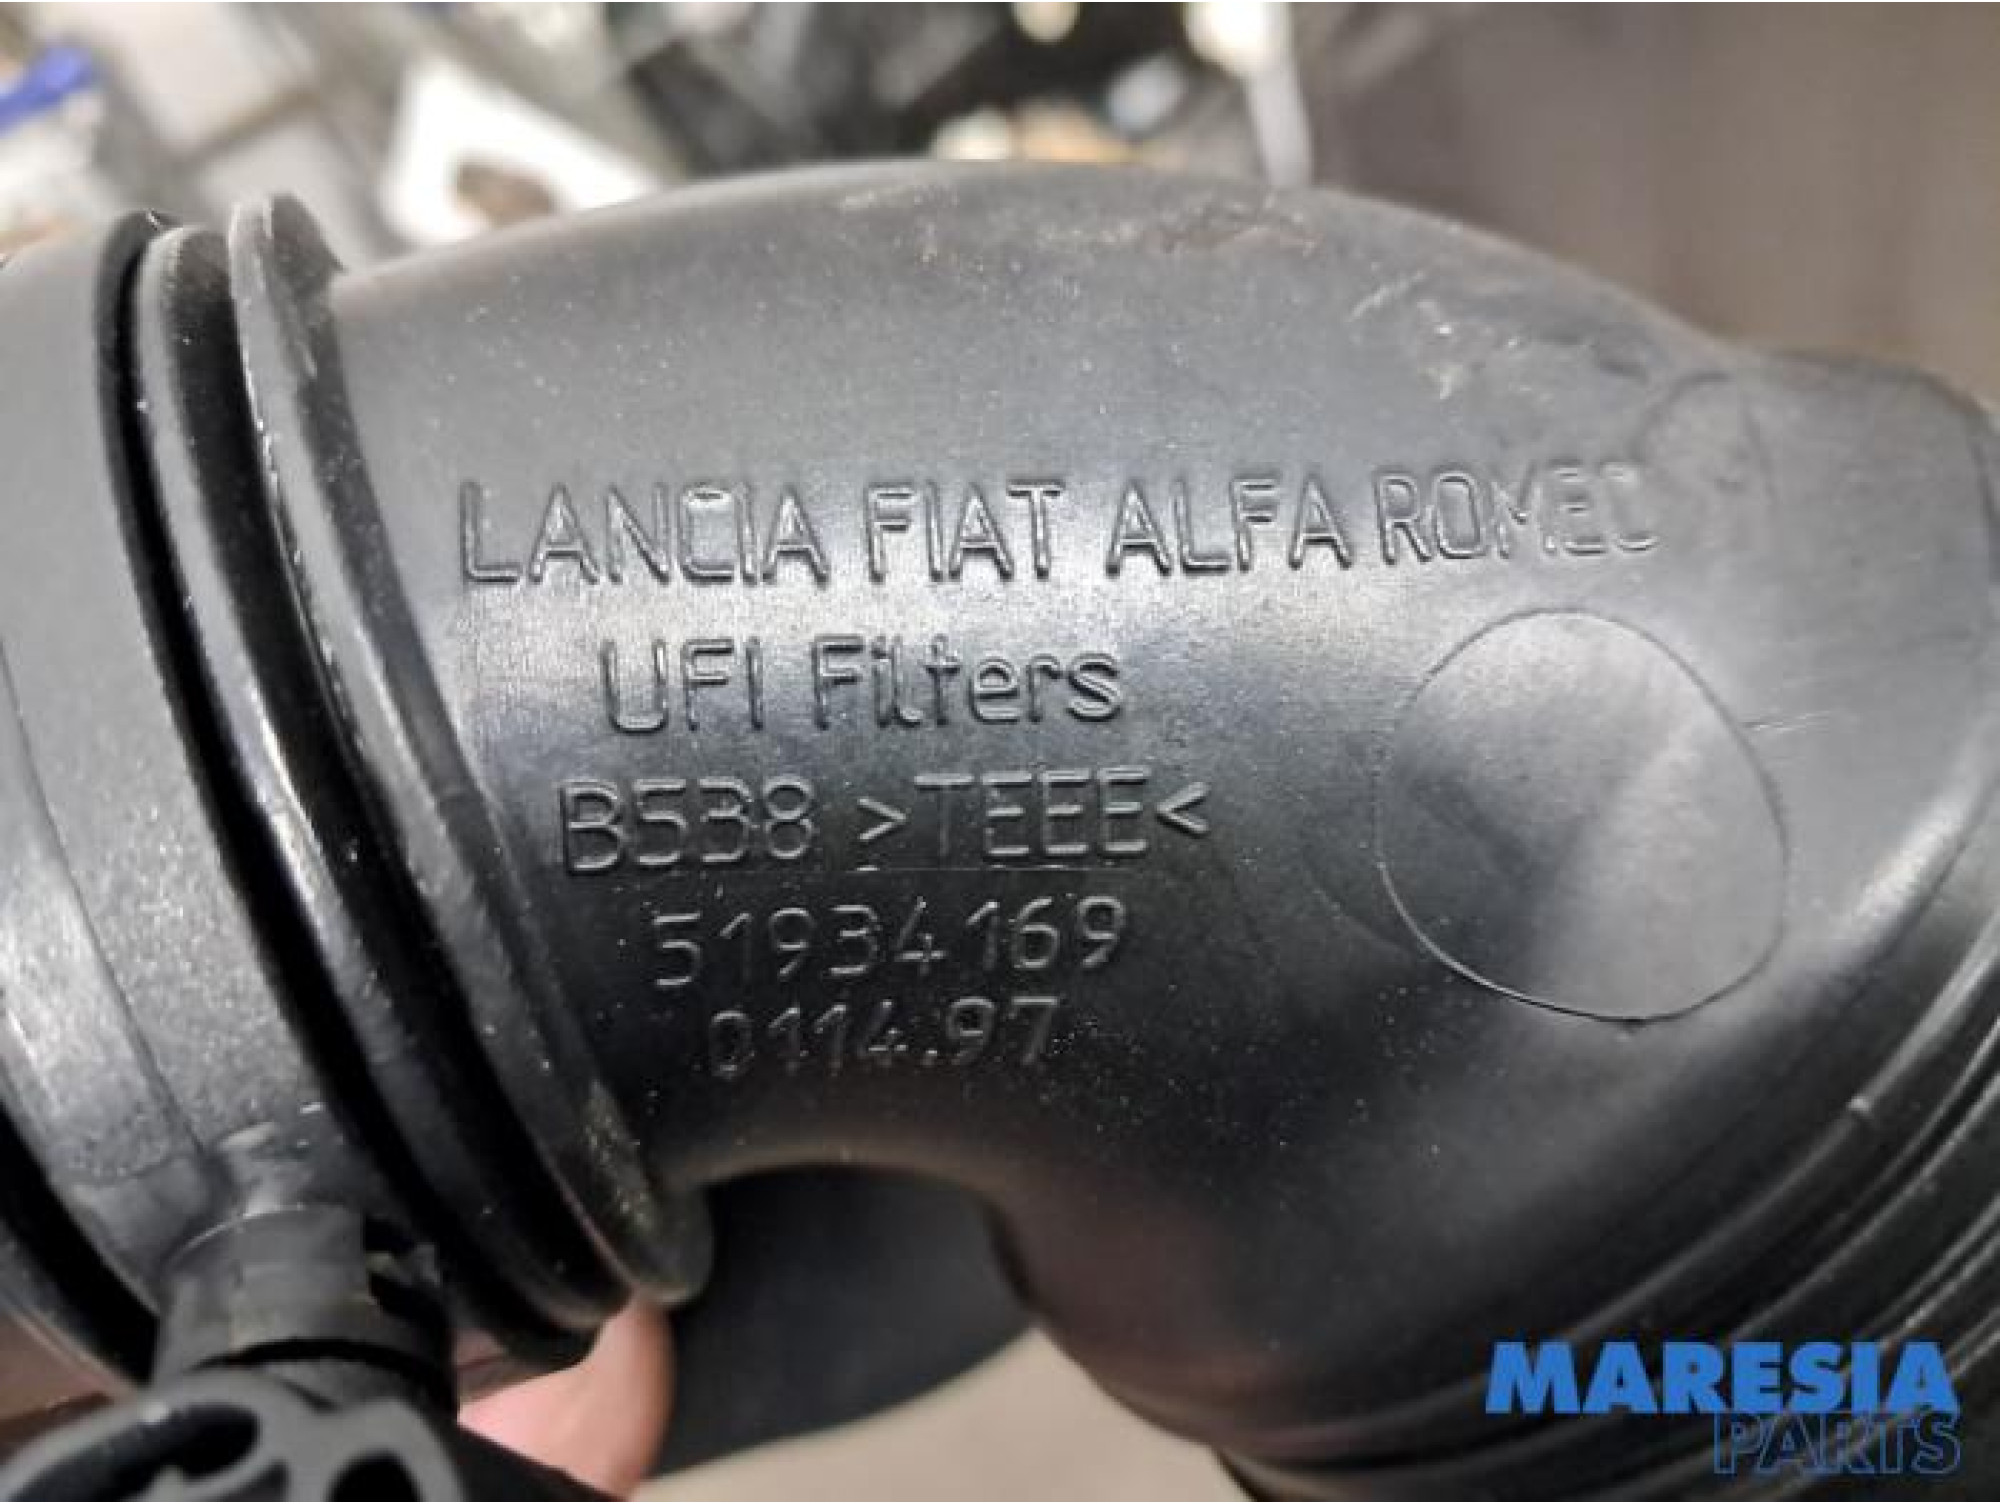 LANCIA FIAT ALFA ROMEO
UFI Filters
B538 >TEEE<
51934169
0114.97
MARESIA
PARTS